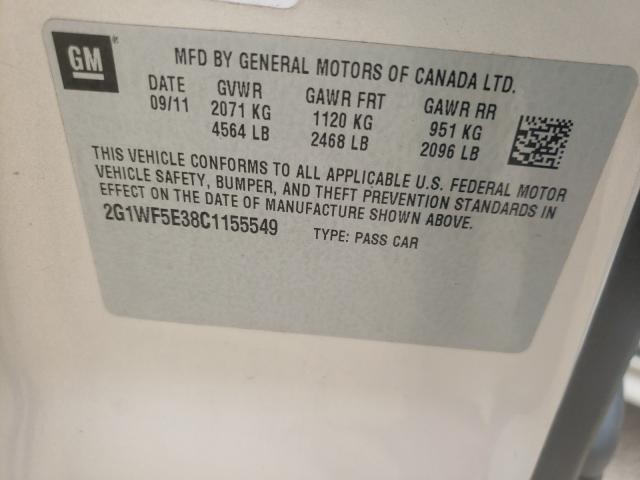 GM®
MFD BY GENERAL MOTORS OF CANADA LTD.
DATE GVWR GAWR FRT GAWR RR
09/11 2071 KG 1120 KG 951 KG
4564 LB 2468 LB 2096 LB
THIS VEHICLE CONFORMS TO ALL APPLICABLE U.S. FEDERAL MOTOR
VEHICLE SAFETY, BUMPER, AND THEFT PREVENTION STANDARDS IN
EFFECT ON THE DATE OF MANUFACTURE SHOWN ABOVE.
2G1WF5E38C1155549 TYPE: PASS CAR